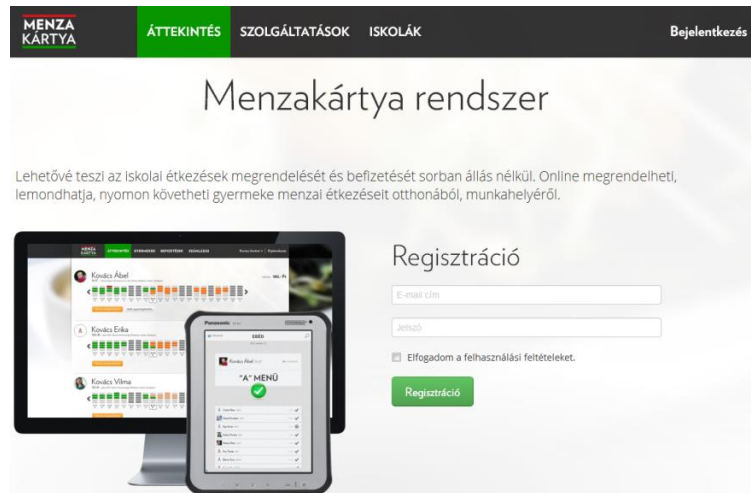 MENZA
KÁRTYA
ÁTTEKINTÉS
SZOLGÁLTATÁSOK
ISKOLÁK
Bejelentkezés
Menzakártya rendszer
Lehetővé teszi az iskolai étkezések megrendelését és befizetését sorban állás nélkül. Online megrendelheti,
lemondhatja, nyomon követheti gyermeke menzai étkezéseit otthonából, munkahelyéről.
MENZA
KÁRTYA
ÁTTEKINTÉS
Kovács Ábel
Kovács Erika
Kovács Vilma
Panasonic
EBÉD
Kovács Ábel
"A" MENÜ
Regisztráció
E-mail cím
Jelszó
Elfogadom a felhasználási feltételeket.
Regisztráció